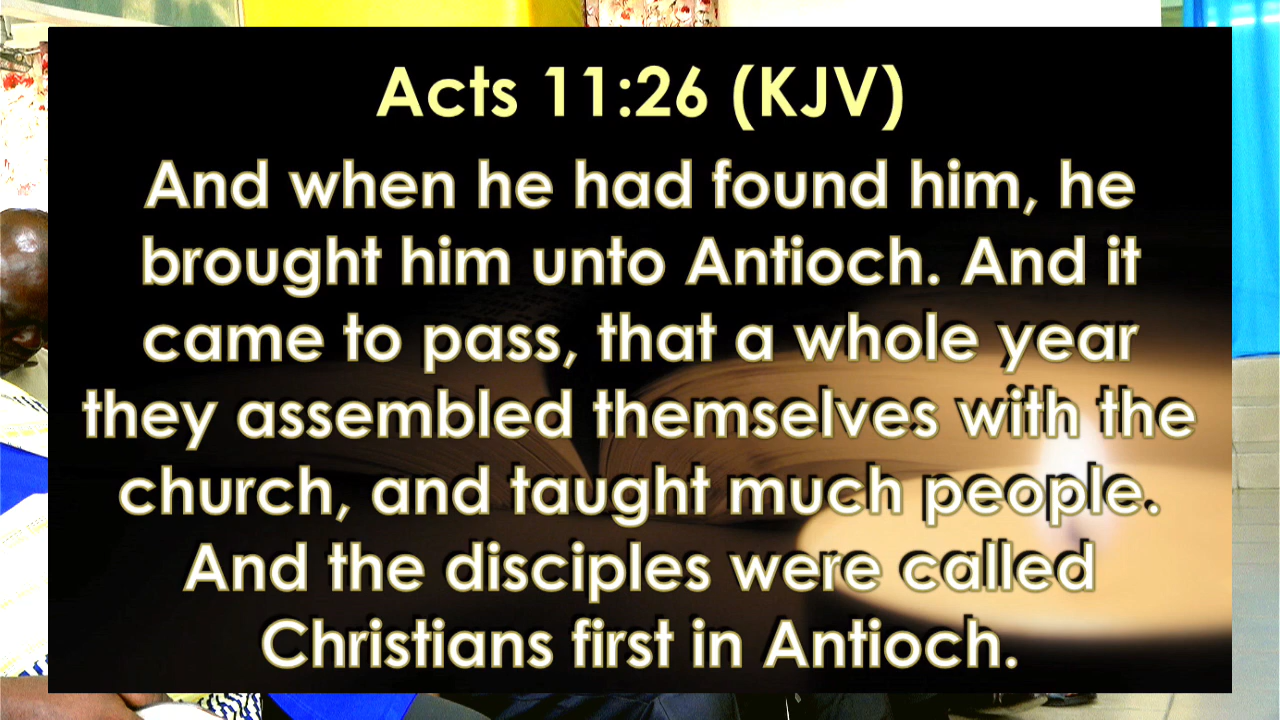 Acts 11:26 (KJV)
And when he had found him, he
brought him unto Antioch. And it
came to pass, that a whole year
they assembled themselves with the
church, and taught much people.
And the disciples were called
Christians first in Antioch.